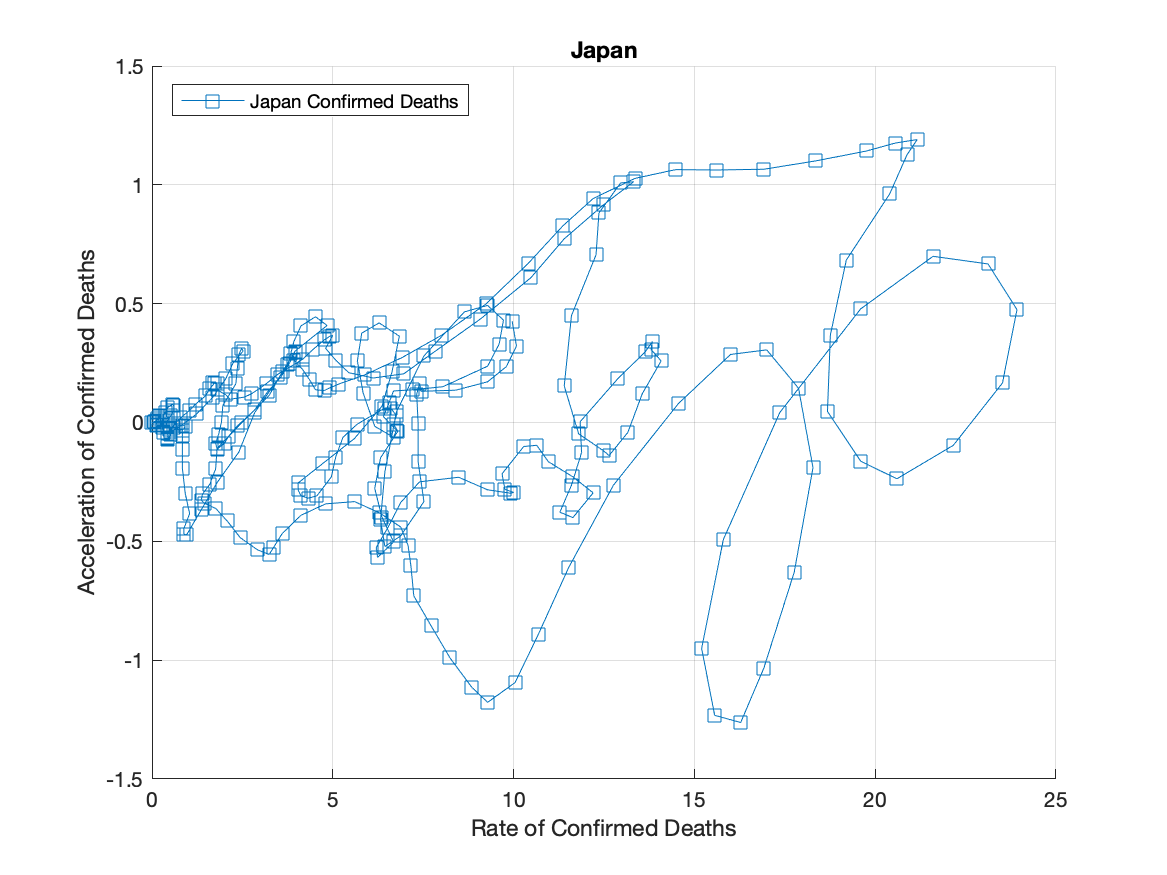 Japan
1.5
Japan Confirmed Deaths
1
0.5
0
-0.5
-1
-1.5
0 5 10 15 20 25
Rate of Confirmed Deaths
Acceleration of Confirmed Deaths